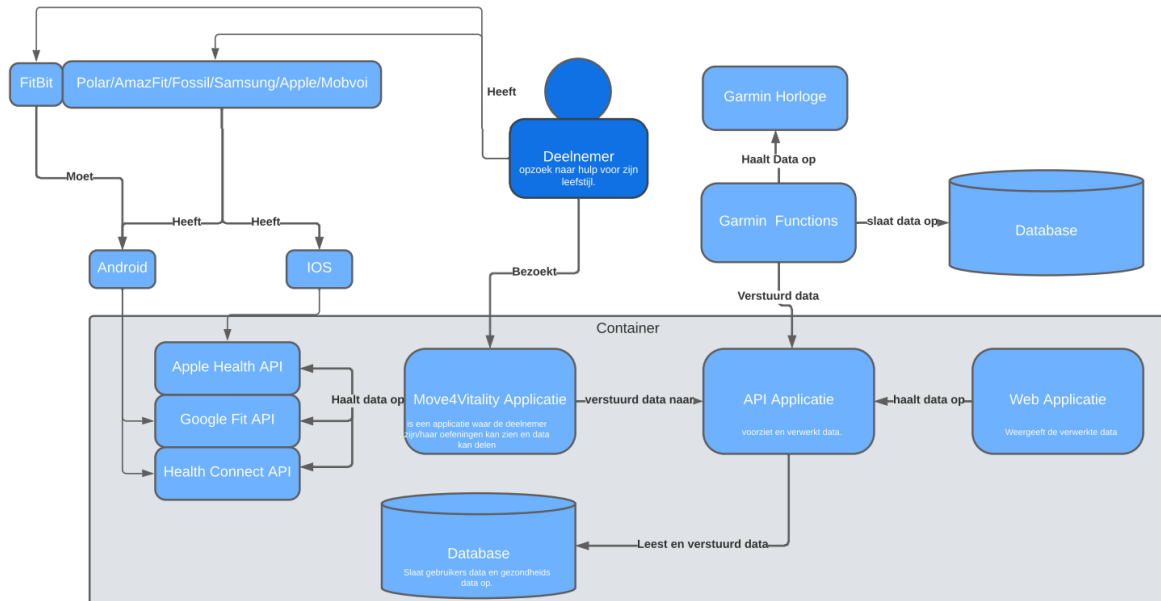 FitBit
Polar/AmazFit/Fossil/Samsung/Apple/Mobvoi
Heeft
Garmin Horloge
Deelnemer
opzoek naar hulp voor zijn
leefstijl.
Haalt Data op
Moet
Heeft
Heeft
Garmin Functions
slaat data op
Database
Android
IOS
Bezoekt
Verstuurd data
Container
Apple Health API
Google Fit API
Health Connect API
Haalt data op
Move4Vitality Applicatie
is een applicatie waar de deelnemer
zijn/haar oefeningen kan zien en data
kan delen
verstuurd data naar
API Applicatie
voorziet en verwerkt data.
haalt data op
Web Applicatie
Weergeeft de verwerkte data
Database
Slaat gebruikers data en gezondheids
data op.
Leest en verstuurd data